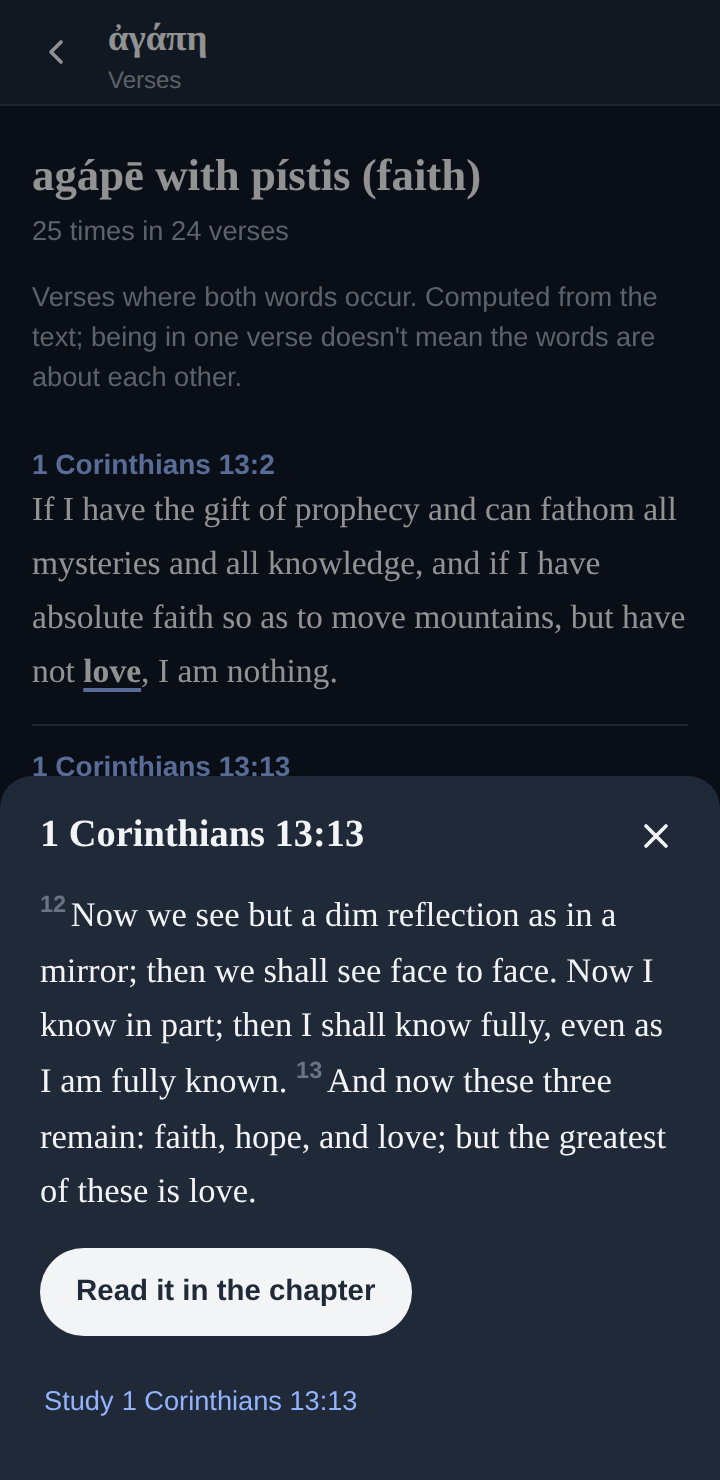 ἀγάπη
Verses
agápē with pístis (faith)
25 times in 24 verses
Verses where both words occur. Computed from the
text; being in one verse doesn't mean the words are
about each other.
1 Corinthians 13:2
If I have the gift of prophecy and can fathom all
mysteries and all knowledge, and if I have
absolute faith so as to move mountains, but have
not love, I am nothing.
1 Corinthians 13:13
1 Corinthians 13:13
12 Now we see but a dim reflection as in a
mirror; then we shall see face to face. Now I
know in part; then I shall know fully, even as
I am fully known. 13 And now these three
remain: faith, hope, and love; but the greatest
of these is love.
Read it in the chapter
Study 1 Corinthians 13:13